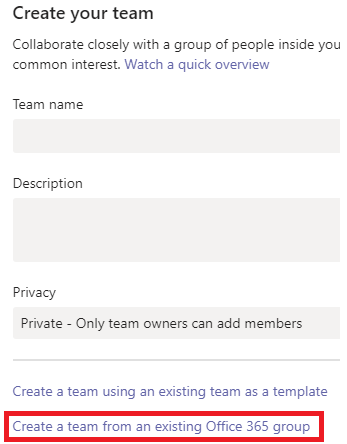 Create your team
Collaborate closely with a group of people inside you
common interest. Watch a quick overview
Team name
Description
Privacy
Private - Only team owners can add members
Create a team using an existing team as a template
Create a team from an existing Office 365 group